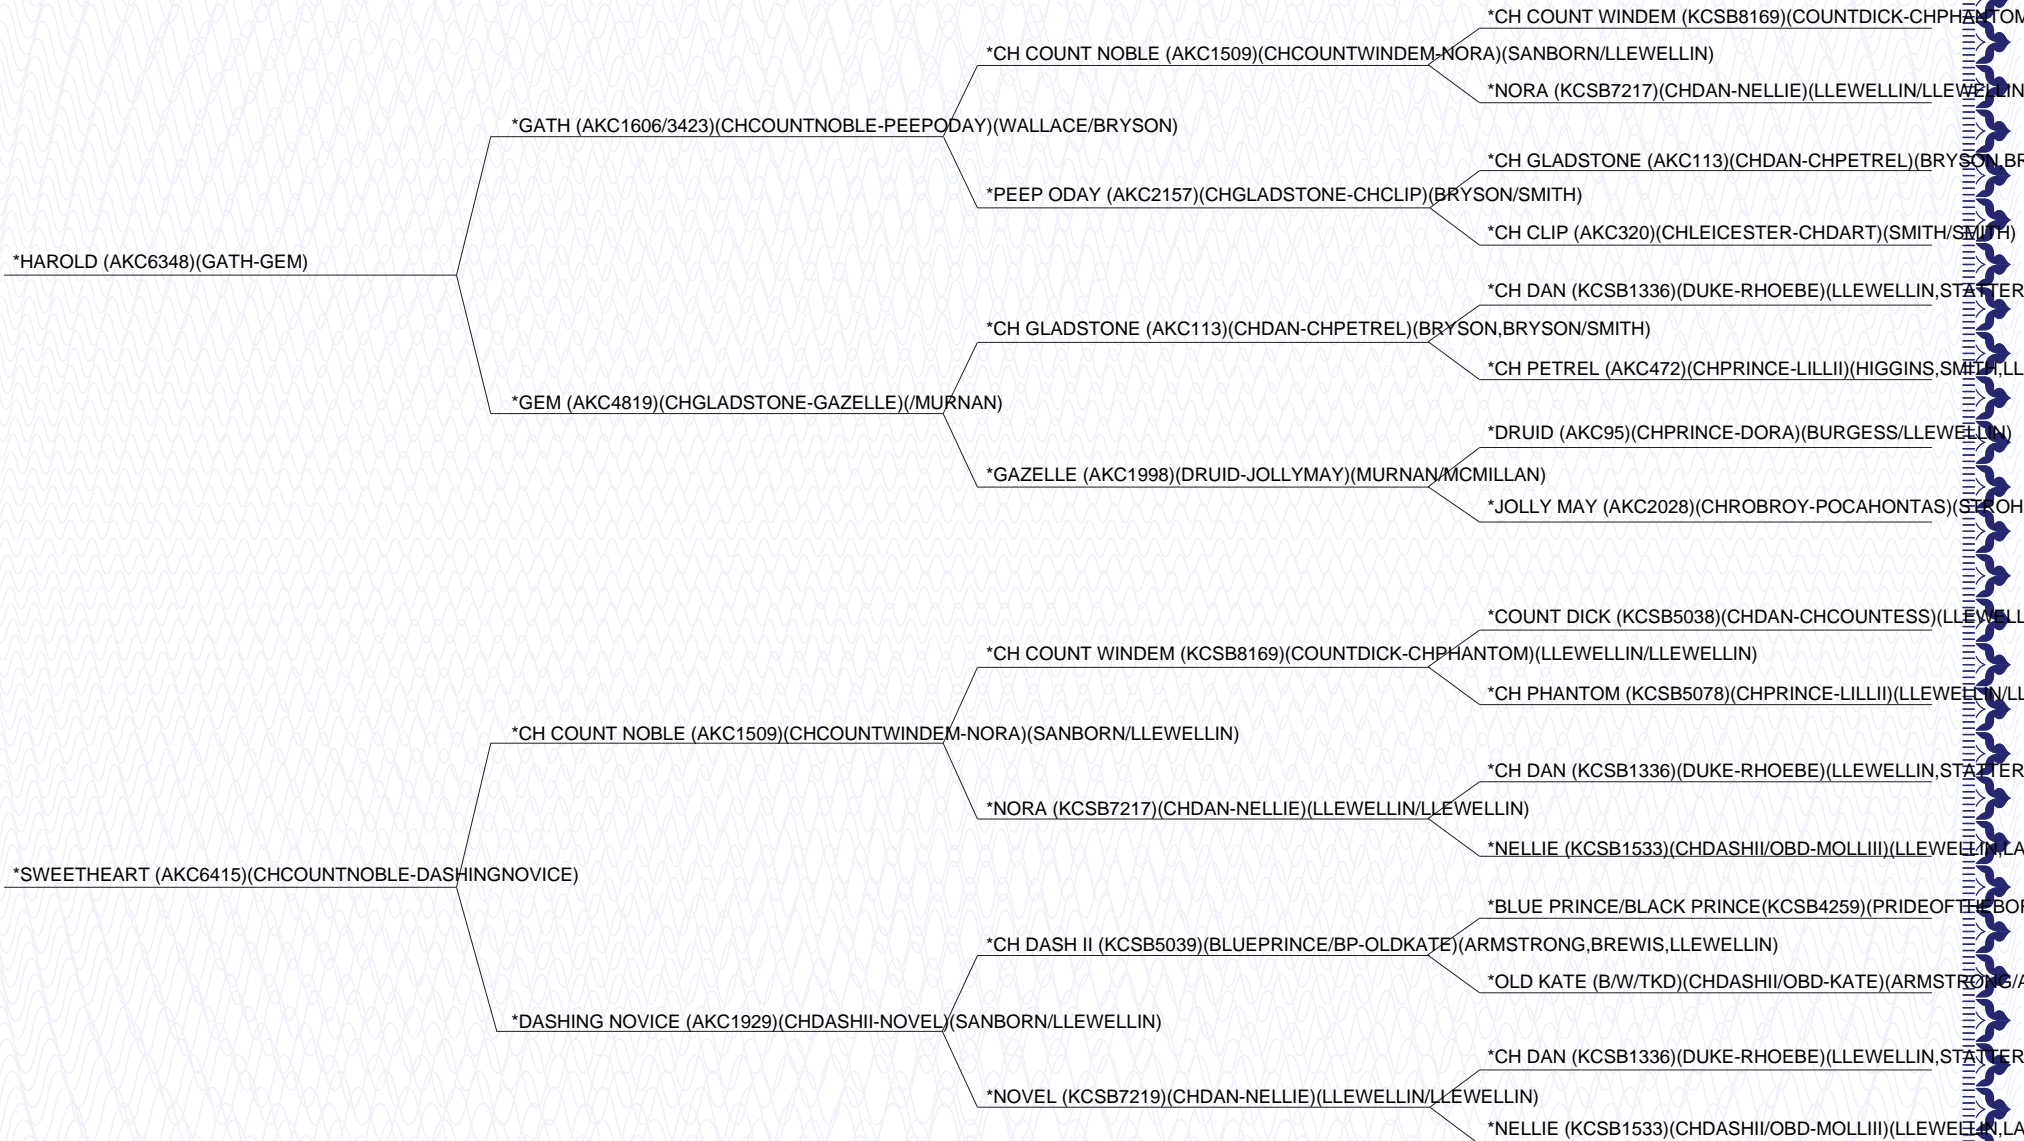 *CH COUNT WINDEM (KCSB8169)(COUNTDICK-CHPHANTOM
*CH COUNT NOBLE (AKC1509)(CHCOUNTWINDEM-NORA)(SANBORN/LLEWELLIN)
*NORA (KCSB7217)(CHDAN-NELLIE)(LLEWELLIN/LLEWELLIN
*GATH (AKC1606/3423)(CHCOUNTNOBLE-PEEPODAY)(WALLACE/BRYSON)
*CH GLADSTONE (AKC113)(CHDAN-CHPETREL)(BRYSON,BR
*PEEP ODAY (AKC2157)(CHGLADSTONE-CHCLIP)(BRYSON/SMITH)
*CH CLIP (AKC320)(CHLEICESTER-CHDART)(SMITH/SMITH)
*HAROLD (AKC6348)(GATH-GEM)
*CH DAN (KCSB1336)(DUKE-RHOEBE)(LLEWELLIN,STATTER
*CH GLADSTONE (AKC113)(CHDAN-CHPETREL)(BRYSON,BRYSON/SMITH)
*CH PETREL (AKC472)(CHPRINCE-LILLII)(HIGGINS,SMITH,LL
*GEM (AKC4819)(CHGLADSTONE-GAZELLE)(/MURNAN)
*DRUID (AKC95)(CHPRINCE-DORA)(BURGESS/LLEWELLIN)
*GAZELLE (AKC1998)(DRUID-JOLLYMAY)(MURNAN/MCMILLAN)
*JOLLY MAY (AKC2028)(CHROBROY-POCAHONTAS)(STROH
*COUNT DICK (KCSB5038)(CHDAN-CHCOUNTESS)(LLEWELL
*CH COUNT WINDEM (KCSB8169)(COUNTDICK-CHPHANTOM)(LLEWELLIN/LLEWELLIN)
*CH PHANTOM (KCSB5078)(CHPRINCE-LILLII)(LLEWELLIN/LL
*CH COUNT NOBLE (AKC1509)(CHCOUNTWINDEM-NORA)(SANBORN/LLEWELLIN)
*CH DAN (KCSB1336)(DUKE-RHOEBE)(LLEWELLIN,STATTER
*NORA (KCSB7217)(CHDAN-NELLIE)(LLEWELLIN/LLEWELLIN)
*NELLIE (KCSB1533)(CHDASHII/OBD-MOLLIII)(LLEWELLIN,LA
*SWEETHEART (AKC6415)(CHCOUNTNOBLE-DASHINGNOVICE)
*BLUE PRINCE/BLACK PRINCE(KCSB4259)(PRIDEOFTHEBOR
*CH DASH II (KCSB5039)(BLUEPRINCE/BP-OLDKATE)(ARMSTRONG,BREWIS,LLEWELLIN)
*OLD KATE (B/W/TKD)(CHDASHII/OBD-KATE)(ARMSTRONG/A
*DASHING NOVICE (AKC1929)(CHDASHII-NOVEL)(SANBORN/LLEWELLIN)
*CH DAN (KCSB1336)(DUKE-RHOEBE)(LLEWELLIN,STATTER
*NOVEL (KCSB7219)(CHDAN-NELLIE)(LLEWELLIN/LLEWELLIN)
*NELLIE (KCSB1533)(CHDASHII/OBD-MOLLIII)(LLEWELLIN,LA